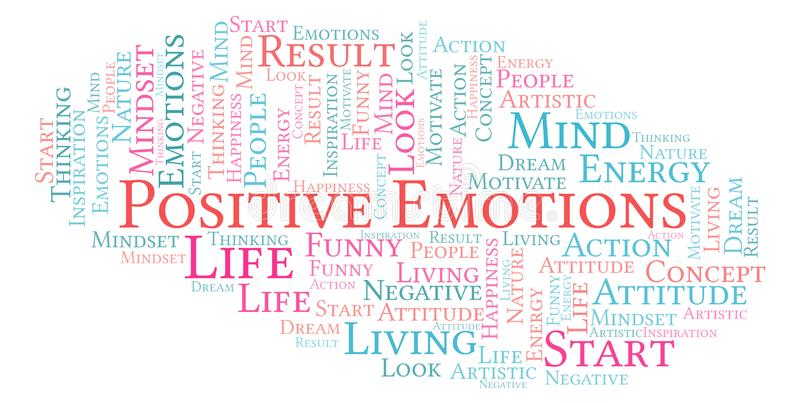 START
EMOTIONS
RESULT
ATTITUDE
LOOK
ACTION
ENERGY
PEOPLE
ARTISTIC
EMOTIONS
MIND
THINKING
NATURE
ENERGY
DREAM
MOTIVATE
CONCEPT
ACTION
HAPPINESS
MOTIVATE
NATURE
LOOK
EMOTIONS
MIND
FUNNY
LIFE
MOTIVATE
INSPIRATION
LOOK
RESULT
CONCEPT
ENERGY
MIND
PEOPLE
HAPPINESS
MIND
THINKING
NEGATIVE
START
EMOTIONS
MINDSET
THINKING
MINDSET
NATURE
PEOPLE
MIND
EMOTIONS
INSPIRATION
THINKING
START
HAPPINESS
CONCEPT
POSITIVE EMOTIONS
MOTIVATE
LIVING
DREAM
RESULT
MINDSET
THINKING
INSPIRATION
RESULT
LIVING
ACTION
ACTION
MINDSET
LIFE
FUNNY
PEOPLE
HAPPINESS
LIVING
NATURE
ATTITUDE
CONCEPT
FUNNY
LIVING
DREAM
ACTION
NEGATIVE
ENERGY
FUNNY
ENERGY
LIFE
ATTITUDE
LIFE
START
ATTITUDE
MINDSET
ARTISTIC
DREAM
ATTITUDE
ARTISTIC
INSPIRATION
RESULT
LIVING
LIFE
ENERGY
START
LOOK
ARTISTIC
NEGATIVE
NEGATIVE